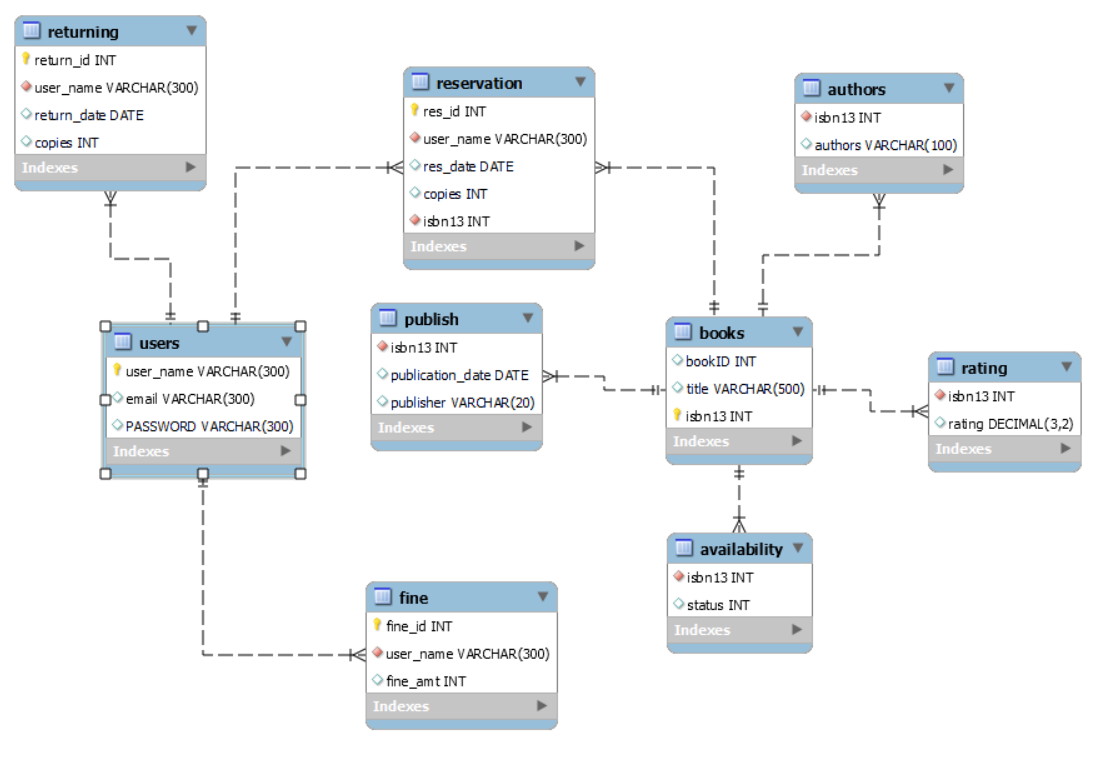 returning
return_id INT
user_name VARCHAR(300)
return_date DATE
copies INT
Indexes
reservation
res_id INT
user_name VARCHAR(300)
res_date DATE
copies INT
isbn13 INT
Indexes
authors
isbn13 INT
authors VARCHAR(100)
Indexes
users
user_name VARCHAR(300)
email VARCHAR(300)
PASSWORD VARCHAR(300)
Indexes
publish
isbn13 INT
publication_date DATE
publisher VARCHAR(20)
Indexes
books
bookID INT
title VARCHAR(500)
isbn13 INT
Indexes
rating
isbn13 INT
rating DECIMAL(3,2)
Indexes
availability
isbn13 INT
status INT
Indexes
fine
fine_id INT
user_name VARCHAR(300)
fine_amt INT
Indexes